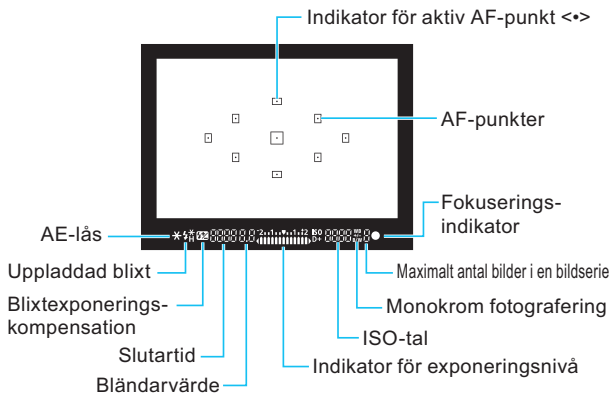 Indikator för aktiv AF-punkt <•>
AF-punkter
Fokuserings-
indikator
AE-lås
Uppladdad blixt
Maximalt antal bilder i en bildserie
Blixtexponerings-
kompensation
Monokrom fotografering
ISO-tal
Slutartid
Indikator för exponeringsnivå
Bländarvärde
ISO
D+